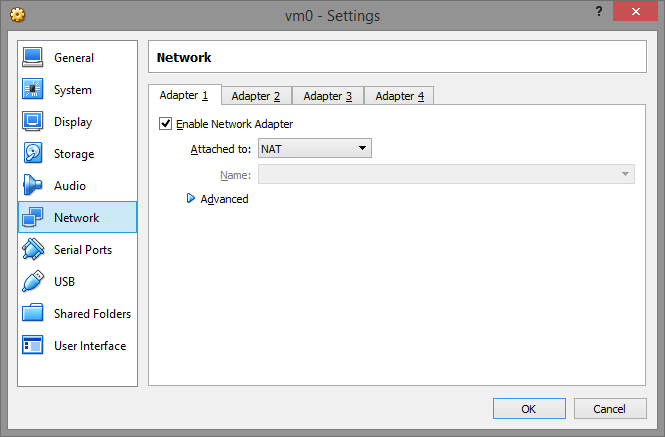 vm0 - Settings
?
General
System
Display
Storage
Audio
Network
Serial Ports
USB
Shared Folders
User Interface
Network
Adapter 1
Adapter 2
Adapter 3
Adapter 4
Enable Network Adapter
Attached to: NAT
Name:
Advanced
OK
Cancel